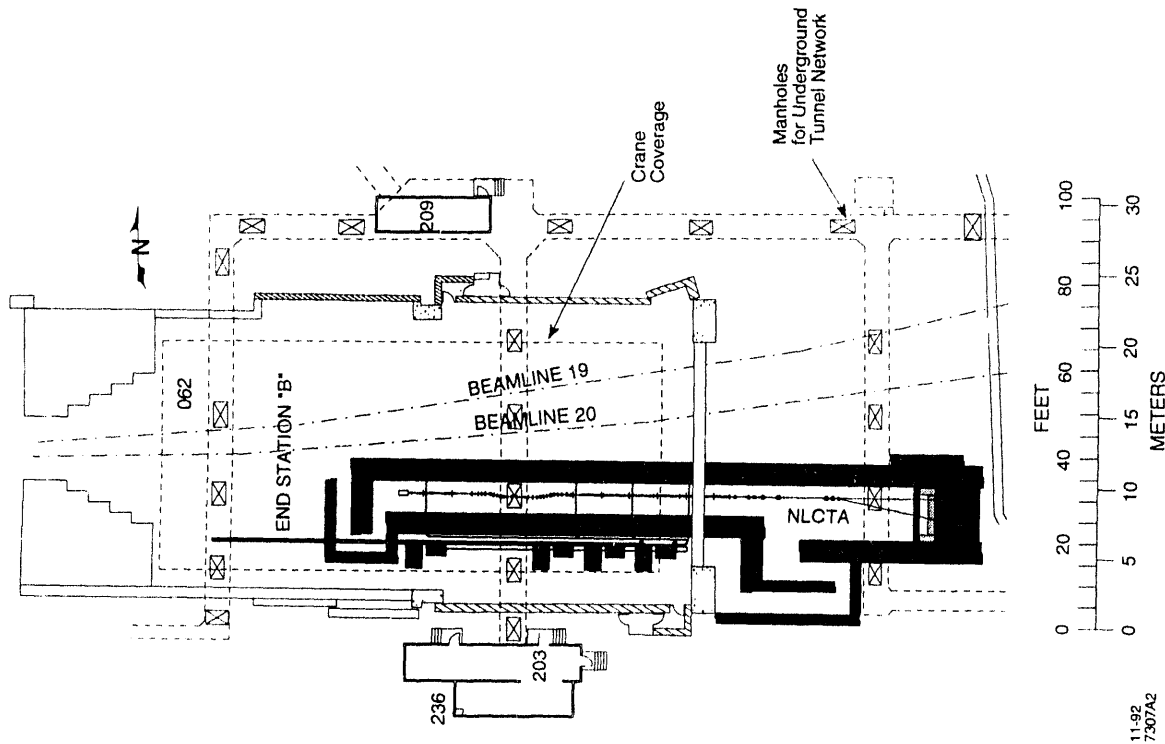 N
Manholes
for Underground
Tunnel Network
Crane
Coverage
209
062
END STATION "B"
BEAMLINE 19
BEAMLINE 20
NLCTA
203
236
FEET
0 20 40 60 80 100
METERS
0 5 10 15 20 25 30
11-92
7307A2